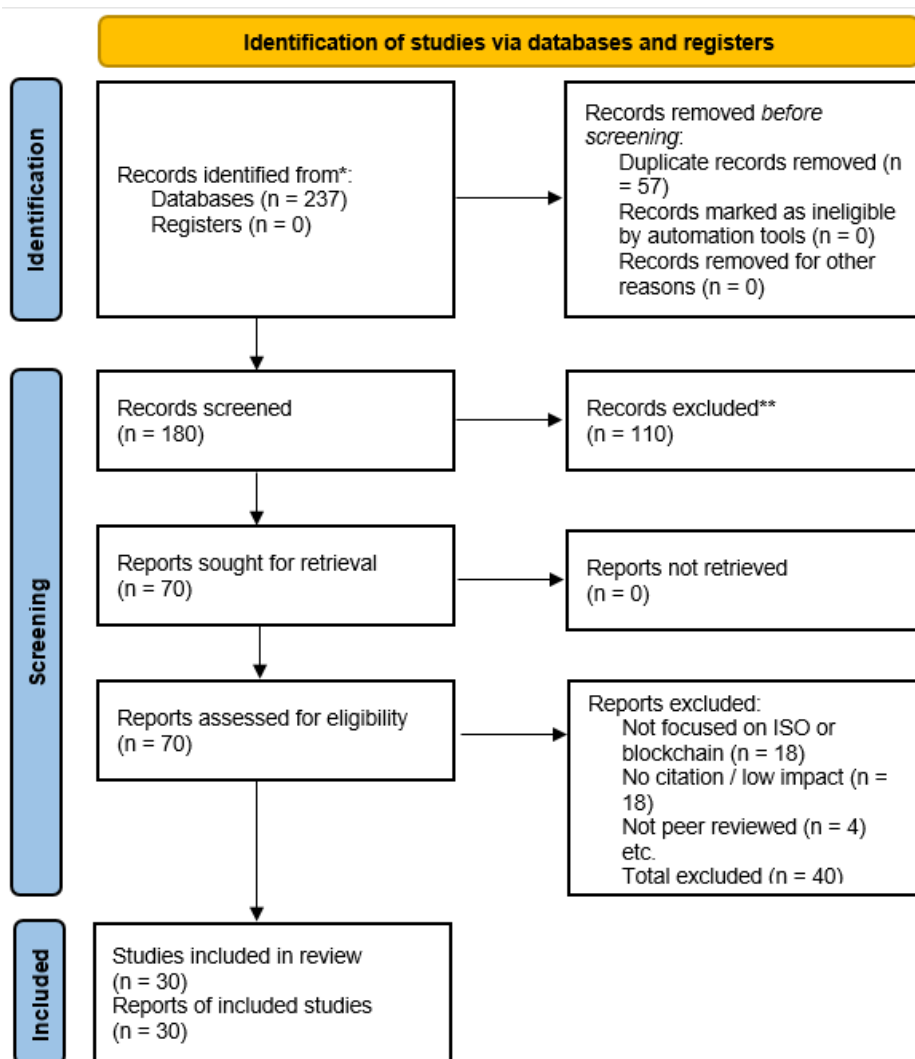 Identification of studies via databases and registers
Identification
Records identified from*:
Databases (n = 237)
Registers (n = 0)
Records removed before
screening:
Duplicate records removed (n
= 57)
Records marked as ineligible
by automation tools (n = 0)
Records removed for other
reasons (n = 0)
Screening
Records screened
(n = 180)
Records excluded**
(n = 110)
Reports sought for retrieval
(n = 70)
Reports not retrieved
(n = 0)
Reports assessed for eligibility
(n = 70)
Reports excluded:
Not focused on ISO or
blockchain (n = 18)
No citation / low impact (n =
18)
Not peer reviewed (n = 4)
etc.
Total excluded (n = 40)
Included
Studies included in review
(n = 30)
Reports of included studies
(n = 30)